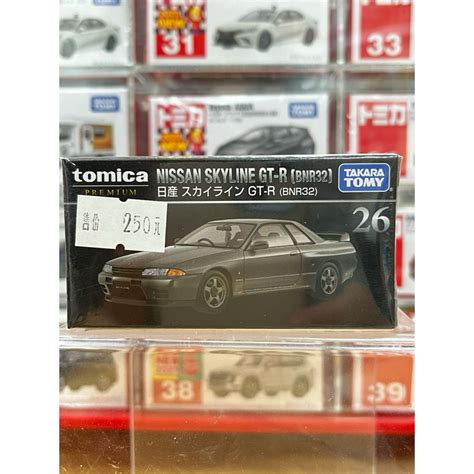 31
33
トミカ
tomica
PREMIUM
NISSAN SKYLINE GT-R [BNR32]
日産 スカイライン GT-R (BNR32)
TAKARA TOMY
售台 250元
26
38
39